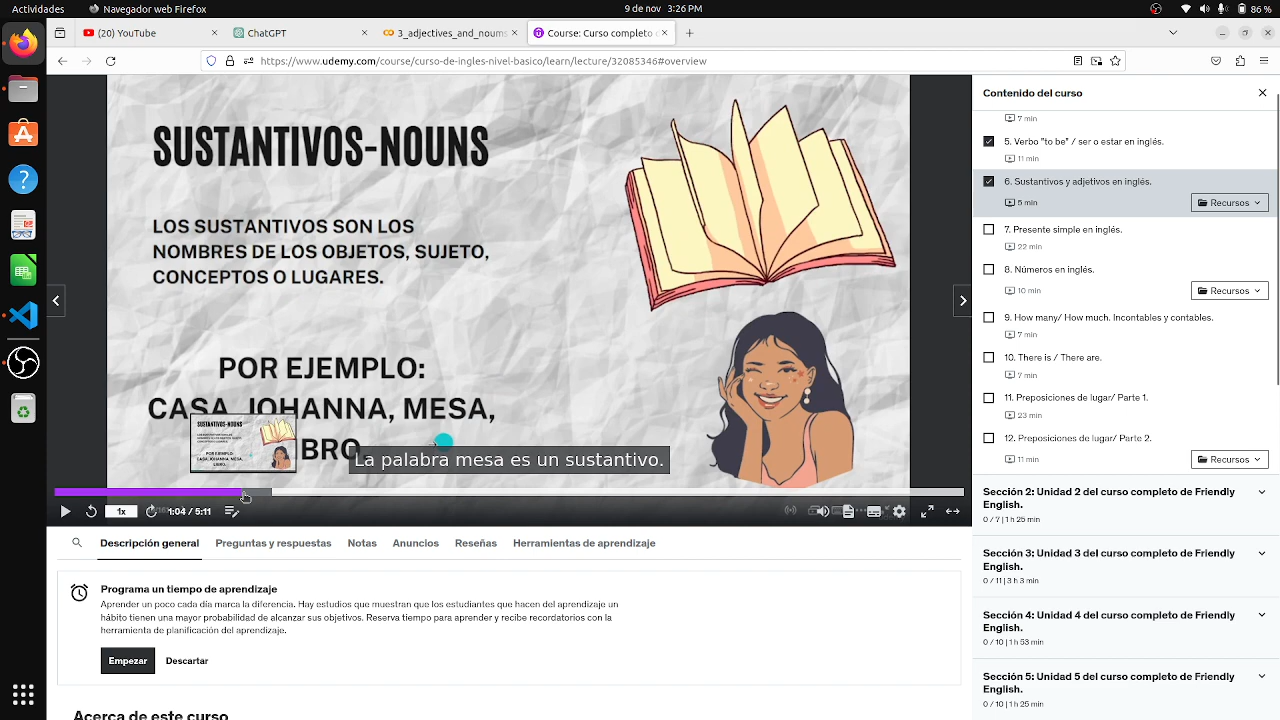 Actividades
Navegador web Firefox
9 de nov 3:26 PM
86 %
(20) YouTube
ChatGPT
3_adjectives_and_nouns
Course: Curso completo
https://www.udemy.com/course/curso-de-ingles-nivel-basico/learn/lecture/32085346#overview
SUSTANTIVOS-NOUNS
LOS SUSTANTIVOS SON LOS
NOMBRES DE LOS OBJETOS, SUJETO,
CONCEPTOS O LUGARES.
POR EJEMPLO:
CASA, JOHANNA, MESA,
IBRO
SUSTANTIVOS-NOUNS
POR EJEMPLO:
CASA, JOHANNA, MESA,
LIBRO.
La palabra mesa es un sustantivo.
1x
1:04 / 5:11
Contenido del curso
7 min
5. Verbo "to be" / ser o estar en inglés.
11 min
6. Sustantivos y adjetivos en inglés.
5 min
Recursos
7. Presente simple en inglés.
22 min
8. Números en inglés.
10 min
Recursos
9. How many/ How much. Incontables y contables.
7 min
10. There is / There are.
7 min
11. Preposiciones de lugar/ Parte 1.
23 min
12. Preposiciones de lugar/ Parte 2.
11 min
Recursos
Sección 2: Unidad 2 del curso completo de Friendly
English.
0 / 7 | 1 h 25 min
Sección 3: Unidad 3 del curso completo de Friendly
English.
0 / 11 | 3 h 3 min
Sección 4: Unidad 4 del curso completo de Friendly
English.
0 / 10 | 1 h 53 min
Sección 5: Unidad 5 del curso completo de Friendly
English.
0 / 10 | 1 h 25 min
Descripción general
Preguntas y respuestas
Notas
Anuncios
Reseñas
Herramientas de aprendizaje
Programa un tiempo de aprendizaje
Aprender un poco cada día marca la diferencia. Hay estudios que muestran que los estudiantes que hacen del aprendizaje un
hábito tienen una mayor probabilidad de alcanzar sus objetivos. Reserva tiempo para aprender y recibe recordatorios con la
herramienta de planificación del aprendizaje.
Empezar
Descartar
Acerca de este curso